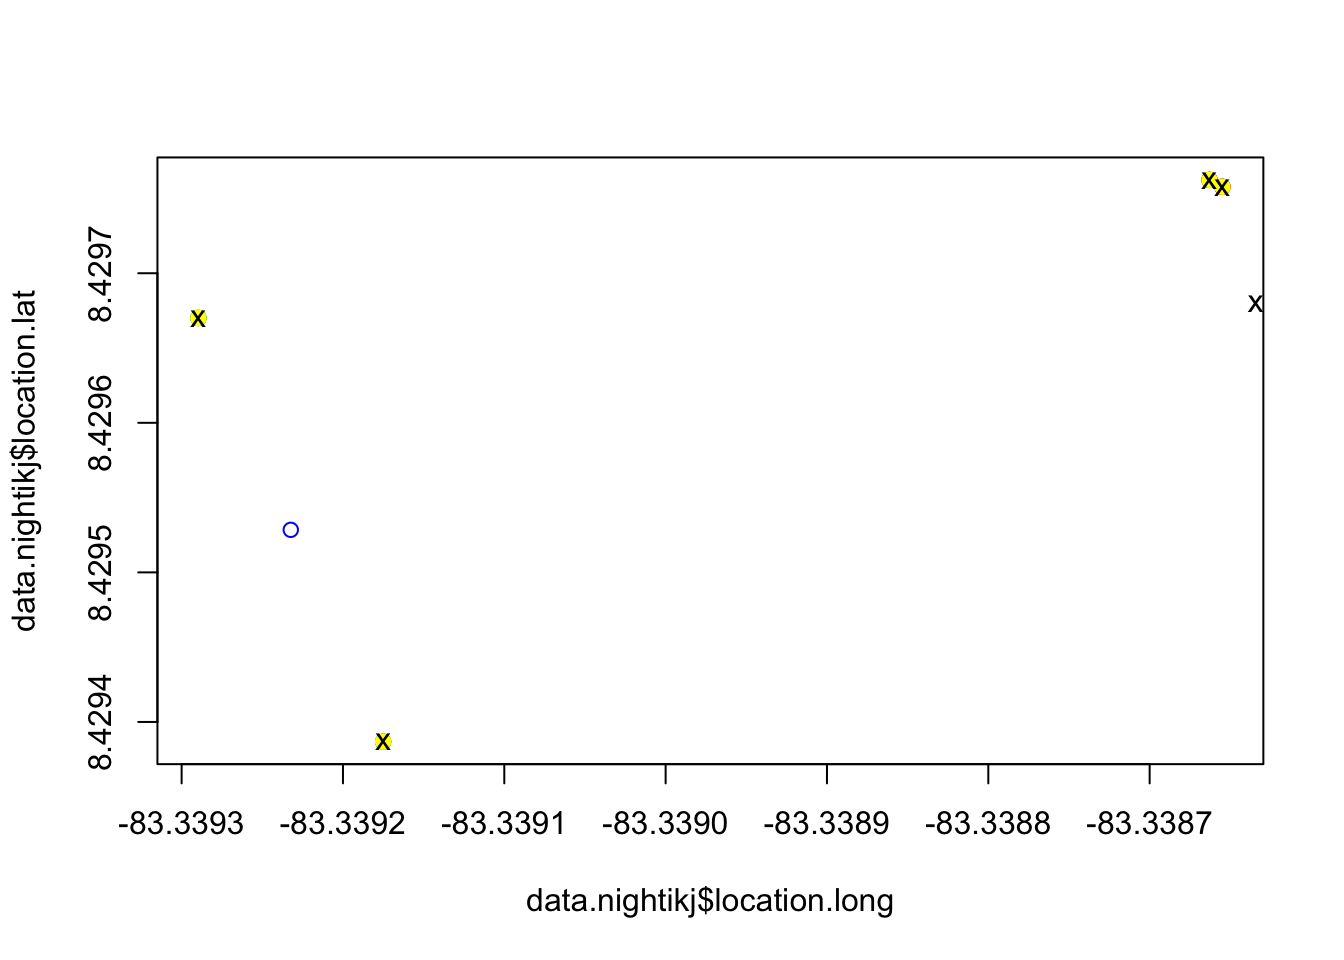 data.nightikj$location.lat
8.4297
8.4296
8.4295
8.4294
x
x
x
x
x
-83.3393 -83.3392 -83.3391 -83.3390 -83.3389 -83.3388 -83.3387
data.nightikj$location.long